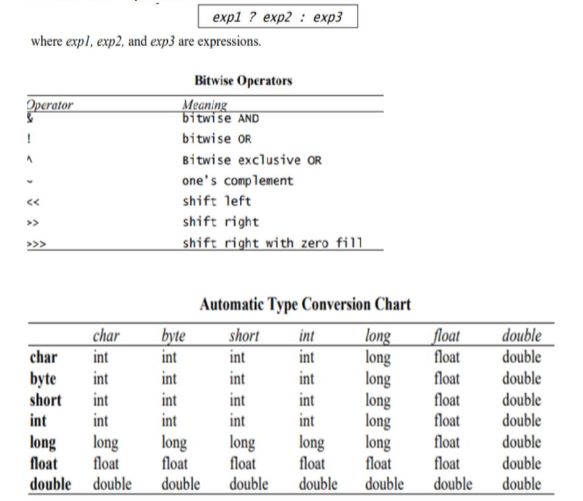 exp1 ? exp2 : exp3
where exp1, exp2, and exp3 are expressions.
Bitwise Operators
Operator Meaning
& bitwise AND
! bitwise OR
^ Bitwise exclusive OR
~ one's complement
<< shift left
>> shift right
>>> shift right with zero fill
Automatic Type Conversion Chart
char byte short int long float double
char int int int int long float double
byte int int int int long float double
short int int int int long float double
int int int int int long float double
long long long long long long float double
float float float float float float float double
double double double double double double double double